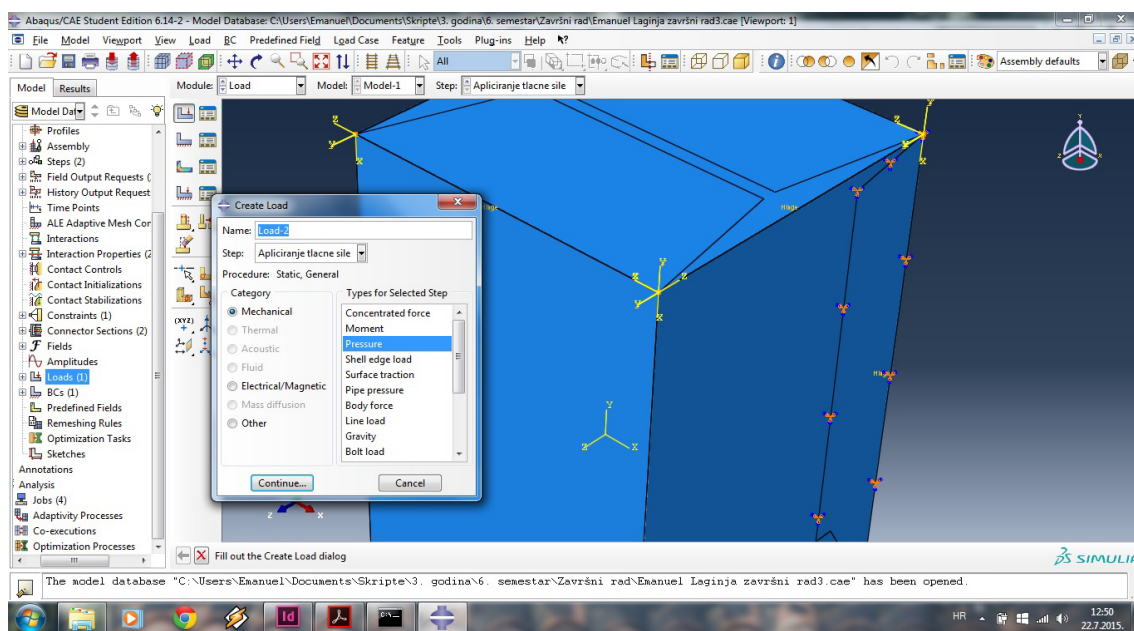 Abaqus/CAE Student Edition 6.14-2 - Model Database: C:\Users\Emanuel\Documents\Skripte\3. godina\6. semestar\Završni rad\Emanuel Laginja završni rad3.cae [Viewport: 1]
File Model Viewport View Load BC Predefined Field Load Case Feature Tools Plug-ins Help
All
Assembly defaults
Model Results
Module: Load Model: Model-1 Step: Apliciranje tlacne sile
Model Dat
Profiles
Assembly
Steps (2)
Field Output Requests (
History Output Request
Time Points
ALE Adaptive Mesh Con
Interactions
Interaction Properties (2
Contact Controls
Contact Initializations
Contact Stabilizations
Constraints (1)
Connector Sections (2)
Fields
Amplitudes
Loads (1)
BCs (1)
Predefined Fields
Remeshing Rules
Optimization Tasks
Sketches
Annotations
Analysis
Jobs (4)
Adaptivity Processes
Co-executions
Optimization Processes
(XYZ)
Create Load
Name: Load-2
Step: Apliciranje tlacne sile
Procedure: Static, General
Category
Mechanical
Thermal
Acoustic
Fluid
Electrical/Magnetic
Mass diffusion
Other
Types for Selected Step
Concentrated force
Moment
Pressure
Shell edge load
Surface traction
Pipe pressure
Body force
Line load
Gravity
Bolt load
Continue...
Cancel
Z
Y
X
Z
Y
X
Hinge
Hinge
Y
Z
X
Hinge
Y
Z
X
Y
Z
X
Z
X
Fill out the Create Load dialog
SIMULIA
The model database "C:\Users\Emanuel\Documents\Skripte\3. godina\6. semestar\Završni rad\Emanuel Laginja završni rad3.cae" has been opened.
Id
HR
12:50
22.7.2015.